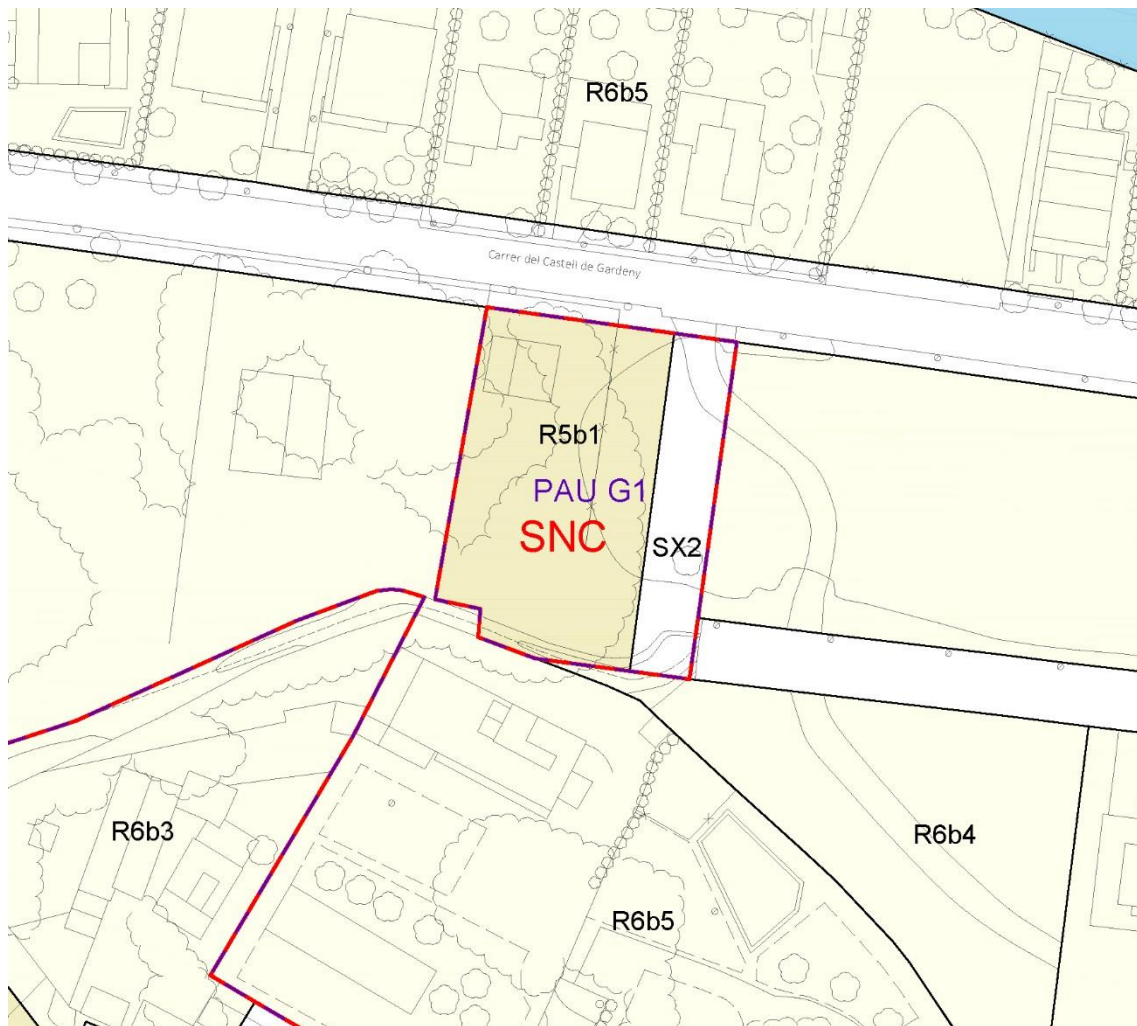 R6b5
Carrer del Castell de Gardeny
R5b1
PAU G1
SNC
SX2
R6b3
R6b4
R6b5